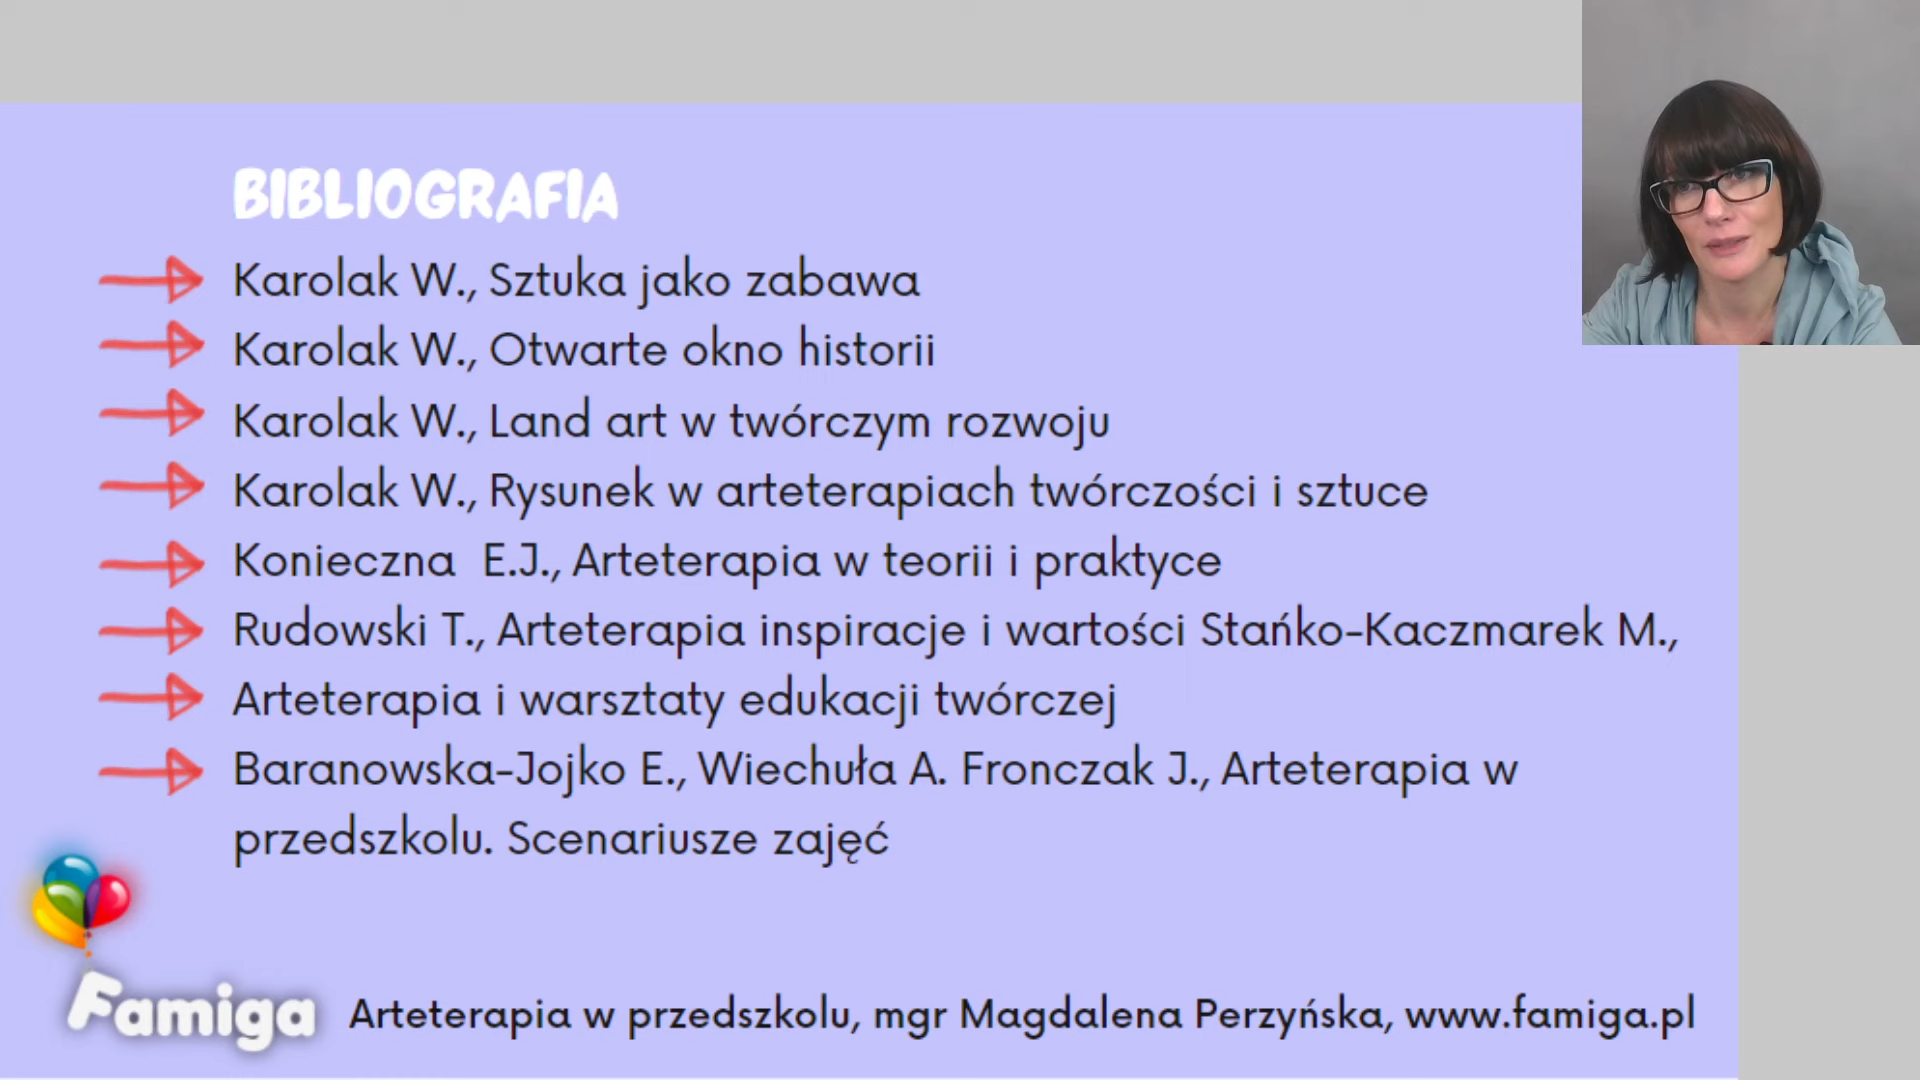 BIBLIOGRAFIA
Karolak W., Sztuka jako zabawa
Karolak W., Otwarte okno historii
Karolak W., Land art w twórczym rozwoju
Karolak W., Rysunek w arteterapiach twórczości i sztuce
Konieczna E.J., Arteterapia w teorii i praktyce
Rudowski T., Arteterapia inspiracje i wartości Stańko-Kaczmarek M.,
Arteterapia i warsztaty edukacji twórczej
Baranowska-Jojko E., Wiechuła A. Fronczak J., Arteterapia w
przedszkolu. Scenariusze zajęć
Famiga
Arteterapia w przedszkolu, mgr Magdalena Perzyńska, www.famiga.pl